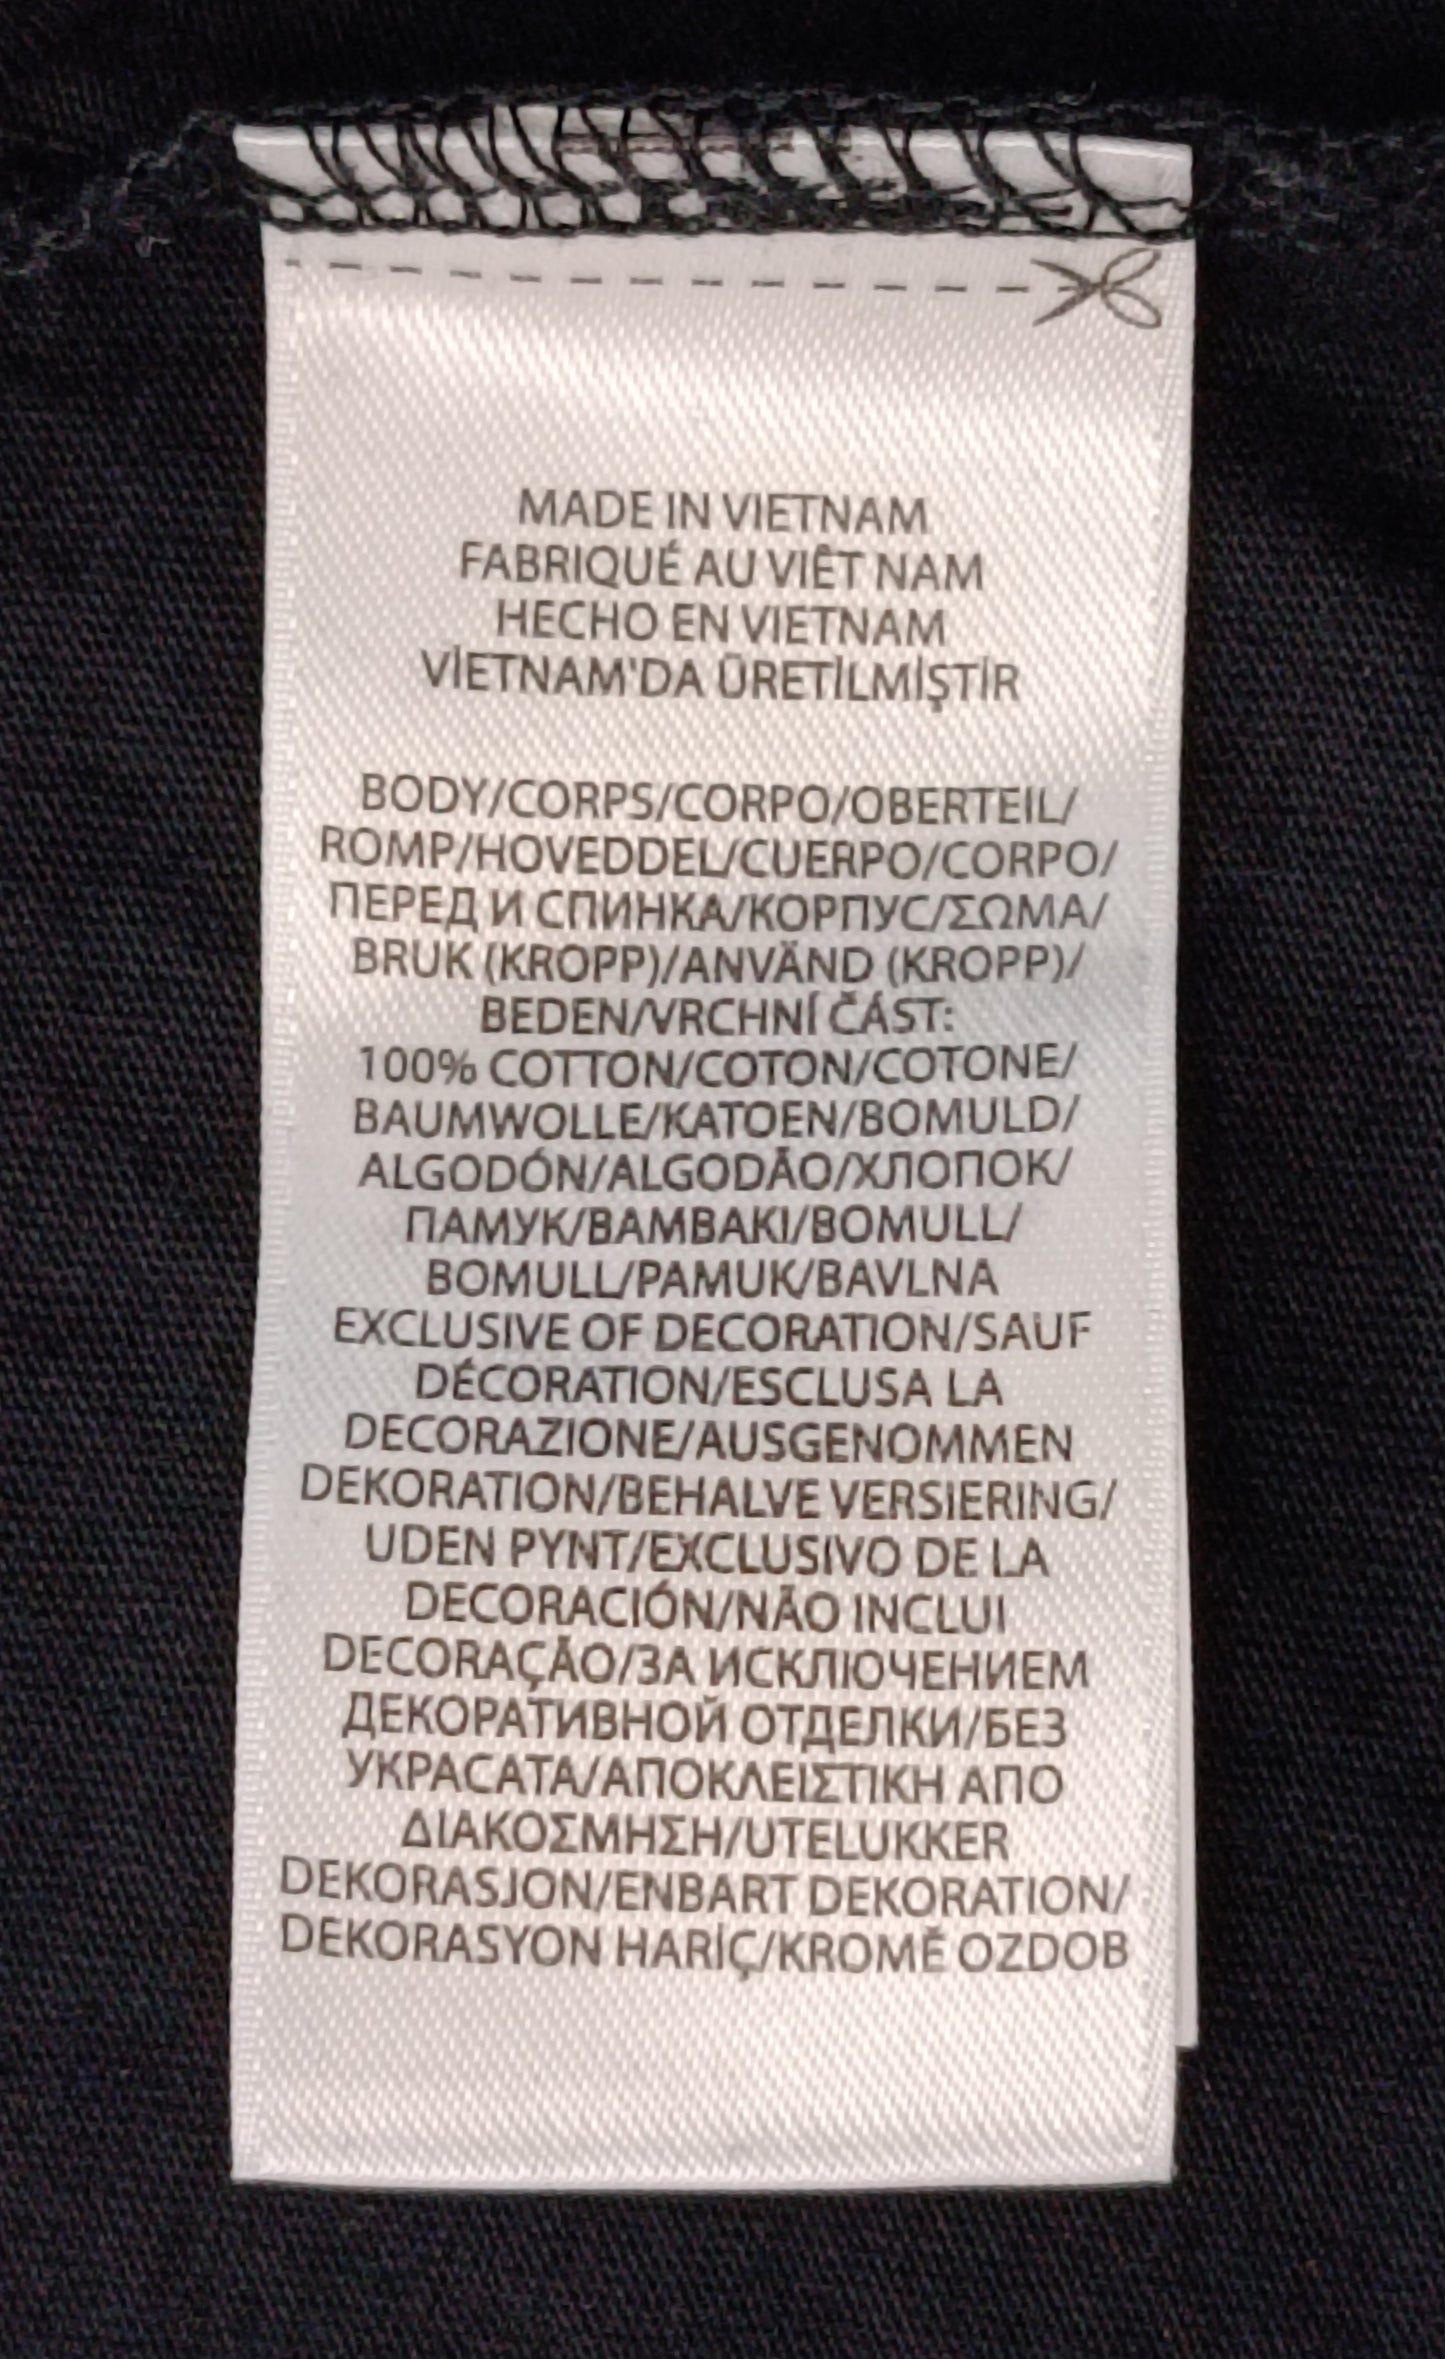 MADE IN VIETNAM
FABRIQUÉ AU VIÊT NAM
HECHO EN VIETNAM
VİETNAM'DA ÜRETİLMİŞTİR
BODY/CORPS/CORPO/OBERTEIL/
ROMP/HOVEDDEL/CUERPO/CORPO/
ПЕРЕД И СПИНКА/КОРПУС/ΣΩΜΑ/
BRUK (KROPP)/ANVÄND (KROPP)/
BEDEN/VRCHNÍ ČÁST:
100% COTTON/COTON/COTONE/
BAUMWOLLE/KATOEN/BOMULD/
ALGODÓN/ALGODÃO/ХЛОПОК/
ПАМУК/ΒΑΜΒΑΚΙ/BOMULL/
BOMULL/PAMUK/BAVLNA
EXCLUSIVE OF DECORATION/SAUF
DÉCORATION/ESCLUSA LA
DECORAZIONE/AUSGENOMMEN
DEKORATION/BEHALVE VERSIERING/
UDEN PYNT/EXCLUSIVO DE LA
DECORACIÓN/NÃO INCLUI
DECORAÇÃO/ЗА ИСКЛЮЧЕНИЕМ
ДЕКОРАТИВНОЙ ОТДЕЛКИ/БЕЗ
УКРАСАТА/ΑΠΟΚΛΕΙΣΤΙΚΗ ΑΠΟ
ΔΙΑΚΟΣΜΗΣΗ/UTELUKKER
DEKORASJON/ENBART DEKORATION/
DEKORASYON HARİÇ/KROMĚ OZDOB